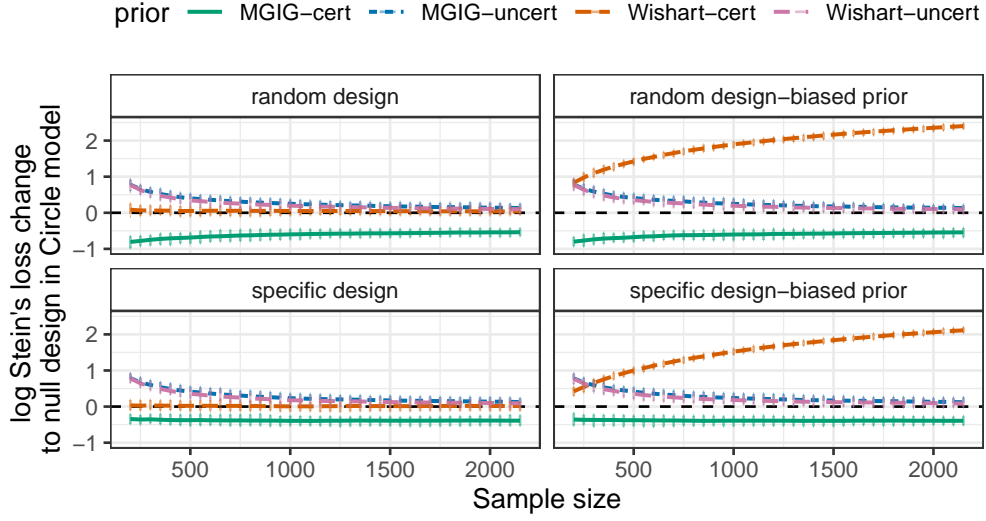 prior MGIG−cert MGIG−uncert Wishart−cert Wishart−uncert
log Stein's loss change
to null design in Circle model
random design
random design−biased prior
2
1
0
−1
specific design
specific design−biased prior
2
1
0
−1
500 1000 1500 2000
500 1000 1500 2000
Sample size